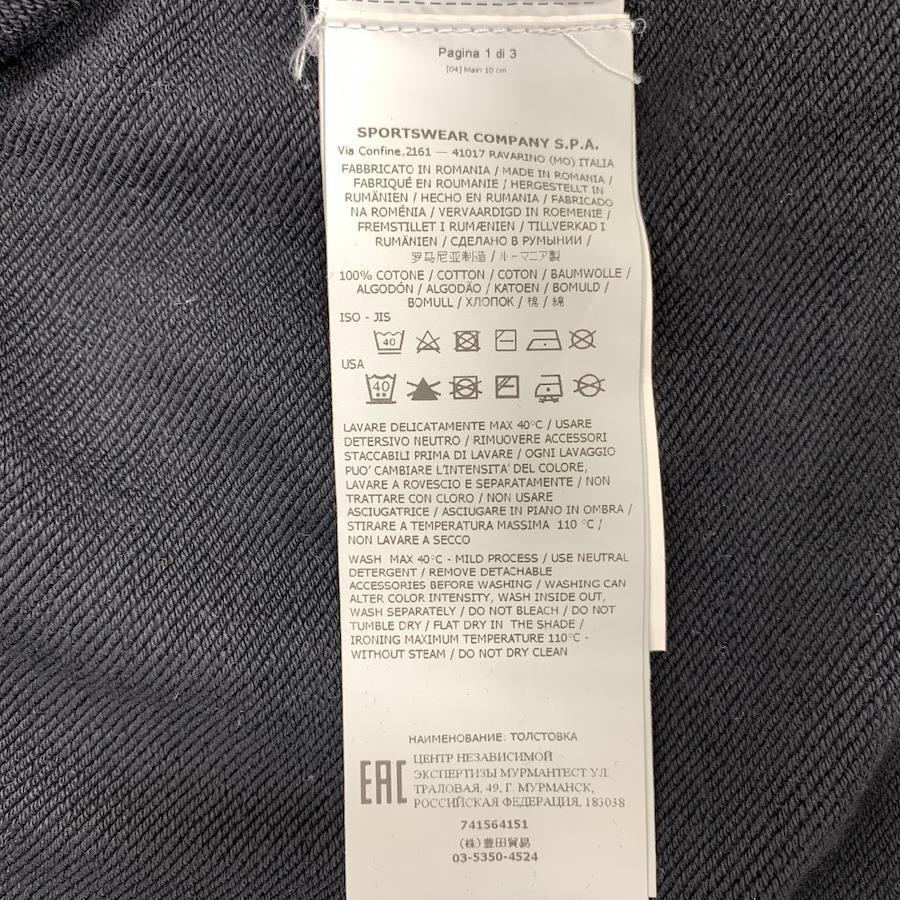 Pagina 1 di 3
[04] Main 10 cm
SPORTSWEAR COMPANY S.P.A.
Via Confine,2161 — 41017 RAVARINO (MO) ITALIA
FABBRICATO IN ROMANIA / MADE IN ROMANIA /
FABRIQUÉ EN ROUMANIE / HERGESTELLT IN
RUMÄNIEN / HECHO EN RUMANIA / FABRICADO
NA ROMÉNIA / VERVAARDIGD IN ROEMENIË /
FREMSTILLET I RUMÆNIEN / TILLVERKAD I
RUMÄNIEN / СДЕЛАНО В РУМЫНИИ /
罗马尼亚制造 / ルーマニア製
100% COTONE / COTTON / COTON / BAUMWOLLE /
ALGODÓN / ALGODÃO / KATOEN / BOMULD /
BOMULL / ХЛОПОК / 棉 / 綿
ISO - JIS
40
USA
40
LAVARE DELICATAMENTE MAX 40°C / USARE
DETERSIVO NEUTRO / RIMUOVERE ACCESSORI
STACCABILI PRIMA DI LAVARE / OGNI LAVAGGIO
PUO' CAMBIARE L'INTENSITA' DEL COLORE,
LAVARE A ROVESCIO E SEPARATAMENTE / NON
TRATTARE CON CLORO / NON USARE
ASCIUGATRICE / ASCIUGARE IN PIANO IN OMBRA /
STIRARE A TEMPERATURA MASSIMA 110 °C /
NON LAVARE A SECCO
WASH MAX 40°C - MILD PROCESS / USE NEUTRAL
DETERGENT / REMOVE DETACHABLE
ACCESSORIES BEFORE WASHING / WASHING CAN
ALTER COLOR INTENSITY, WASH INSIDE OUT,
WASH SEPARATELY / DO NOT BLEACH / DO NOT
TUMBLE DRY / FLAT DRY IN THE SHADE /
IRONING MAXIMUM TEMPERATURE 110°C -
WITHOUT STEAM / DO NOT DRY CLEAN
НАИМЕНОВАНИЕ: ТОЛСТОВКА
EAC
ЦЕНТР НЕЗАВИСИМОЙ
ЭКСПЕРТИЗЫ МУРМАНТЕСТ УЛ.
ТРАЛОВАЯ, 49, Г. МУРМАНСК,
РОССИЙСКАЯ ФЕДЕРАЦИЯ, 183038
741564151
(株) 豊田貿易
03-5350-4524